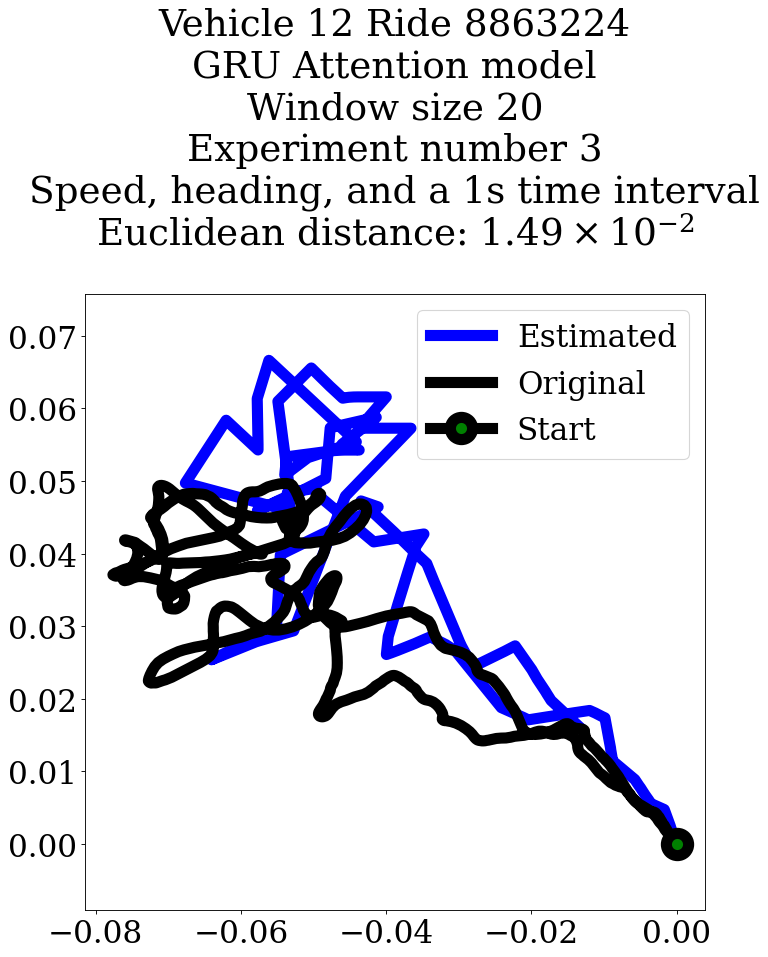 Vehicle 12 Ride 8863224
GRU Attention model
Window size 20
Experiment number 3
Speed, heading, and a 1s time interval
Euclidean distance: 1.49 × 10⁻²
Estimated
Original
Start
0.07
0.06
0.05
0.04
0.03
0.02
0.01
0.00
−0.08 −0.06 −0.04 −0.02 0.00